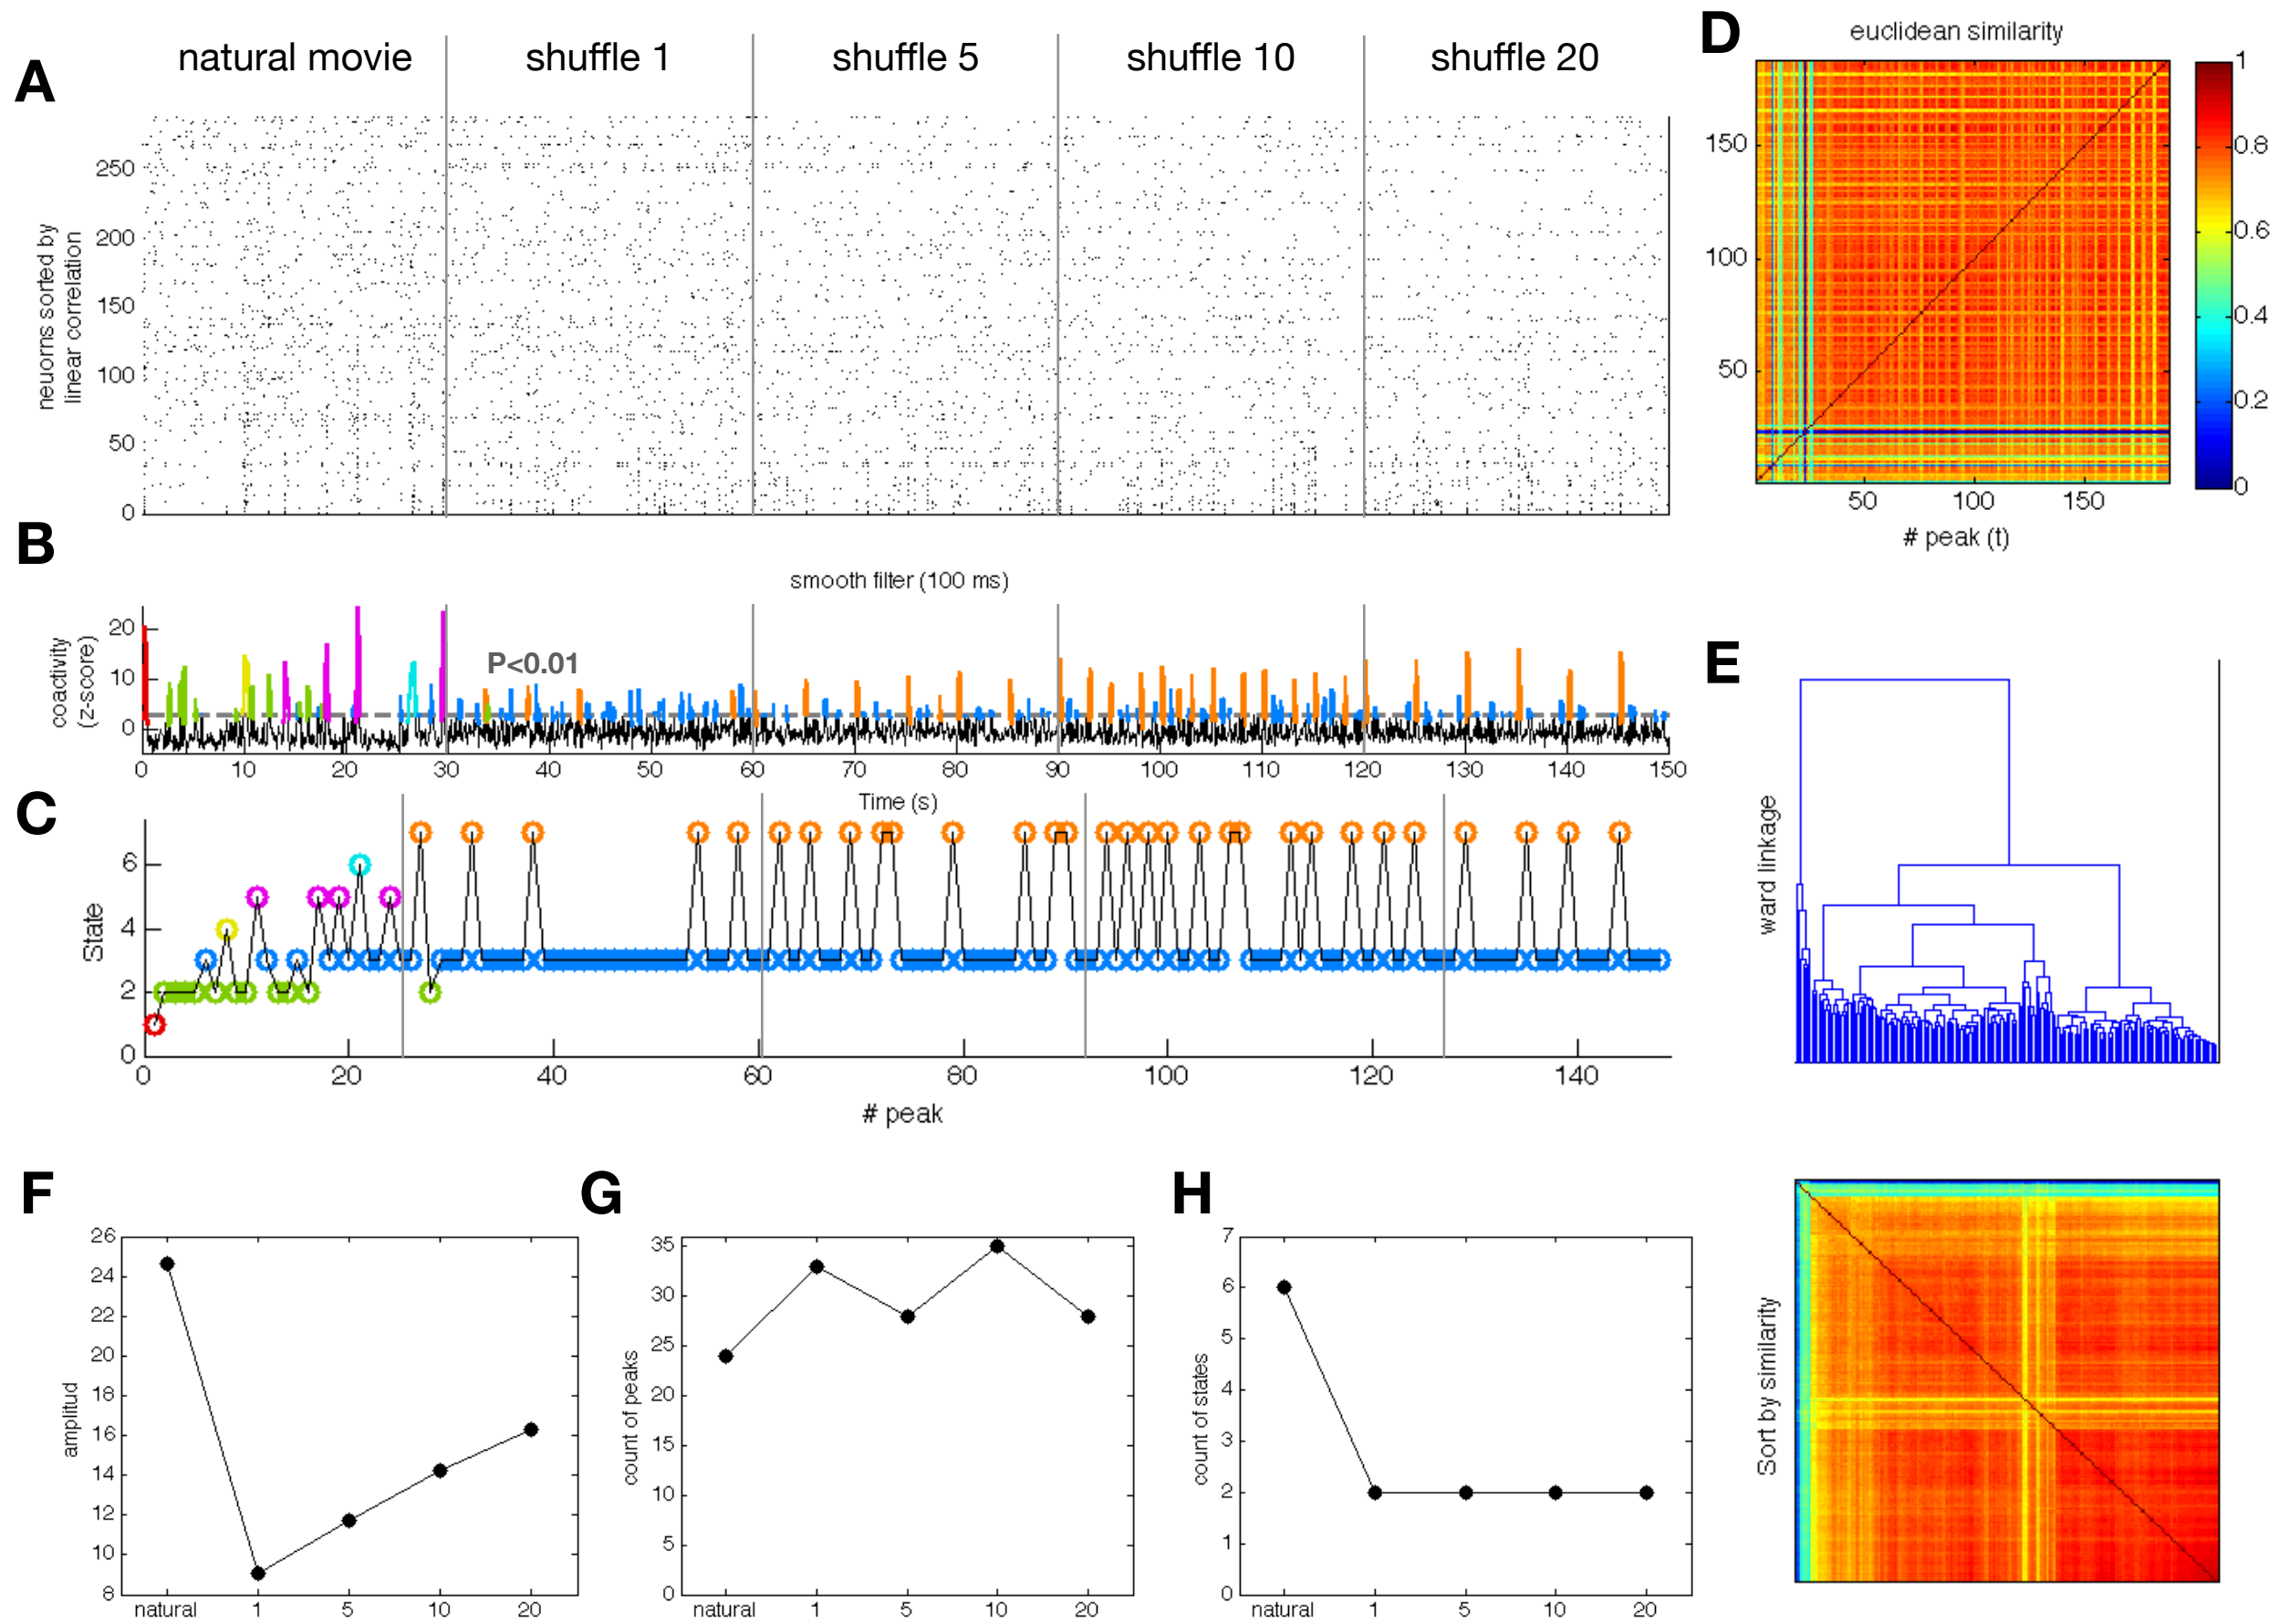 natural movie shuffle 1 shuffle 5 shuffle 10 shuffle 20
A
neuorns sorted by
linear correlation
250
200
150
100
50
0
B
smooth filter (100 ms)
coactivity
(z-score)
20
10
0
P<0.01
0 10 20 30 40 50 60 70 80 90 100 110 120 130 140 150
Time (s)
C
State
6
4
2
0
0 20 40 60 80 100 120 140
# peak
D
euclidean similarity
150
100
50
50 100 150
# peak (t)
1
0.8
0.6
0.4
0.2
0
E
ward linkage
Sort by similarity
F
amplitud
26
24
22
20
18
16
14
12
10
8
natural 1 5 10 20
G
count of peaks
35
30
25
20
15
10
5
0
natural 1 5 10 20
H
count of states
7
6
5
4
3
2
1
0
natural 1 5 10 20